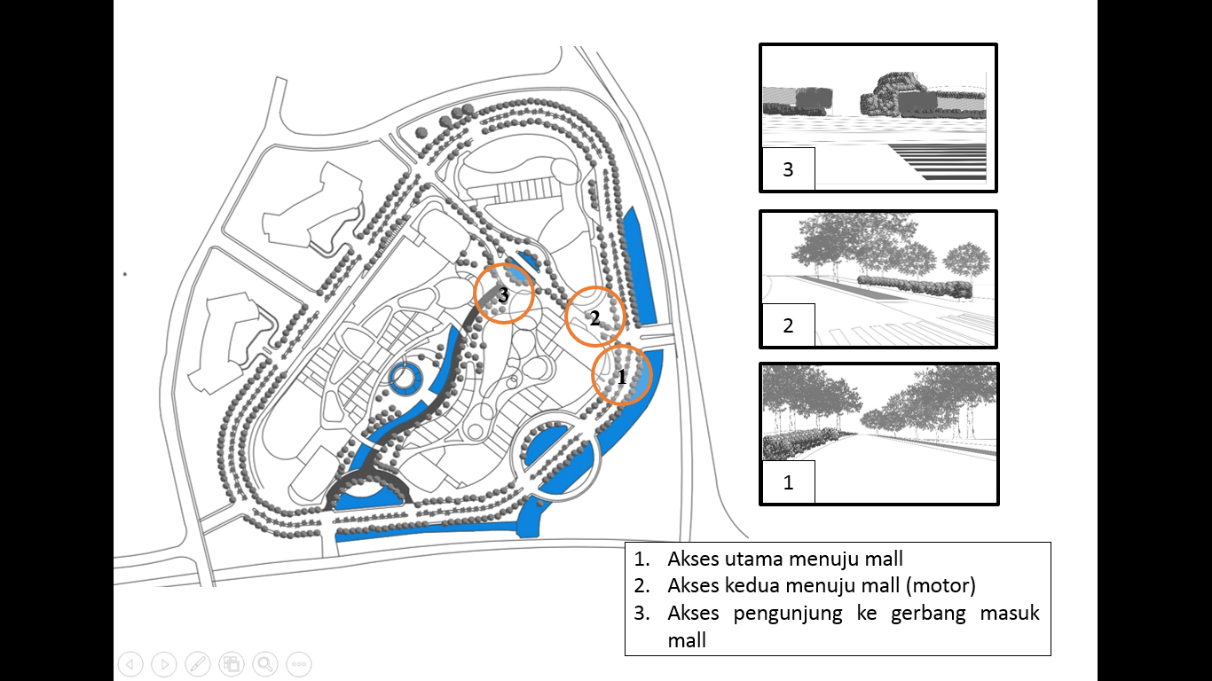 3
3
2
2
1
1
1. Akses utama menuju mall
2. Akses kedua menuju mall (motor)
3. Akses pengunjung ke gerbang masuk
mall